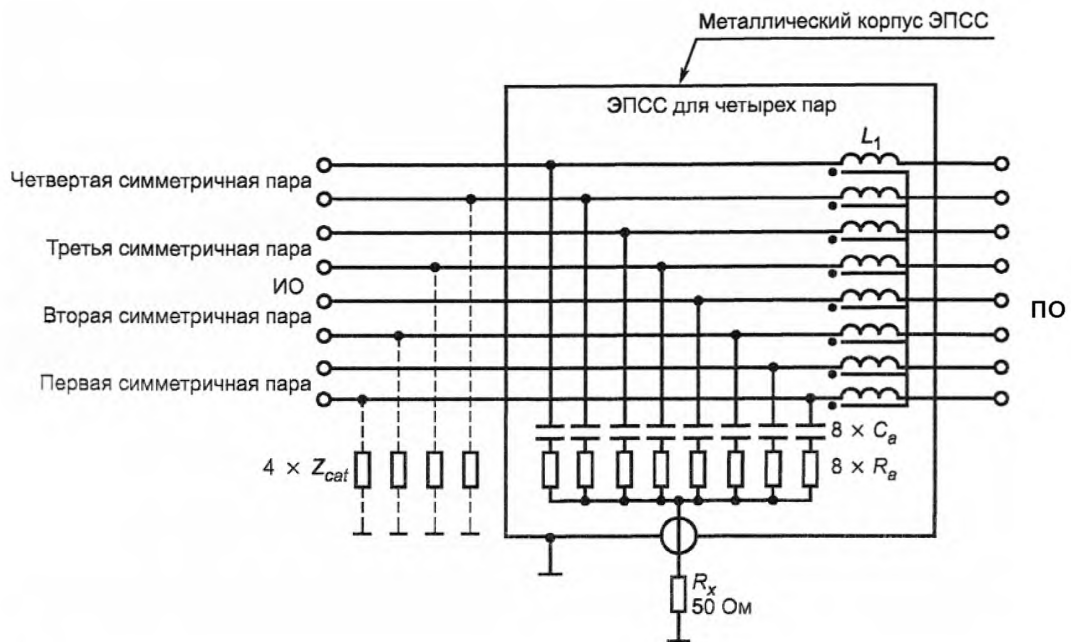 Металлический корпус ЭПСС
ЭПСС для четырех пар
L1
Четвертая симметричная пара
Третья симметричная пара
ИО
Вторая симметричная пара
ПО
Первая симметричная пара
8 × Ca
4 × Zcat
8 × Ra
Rx
50 Ом